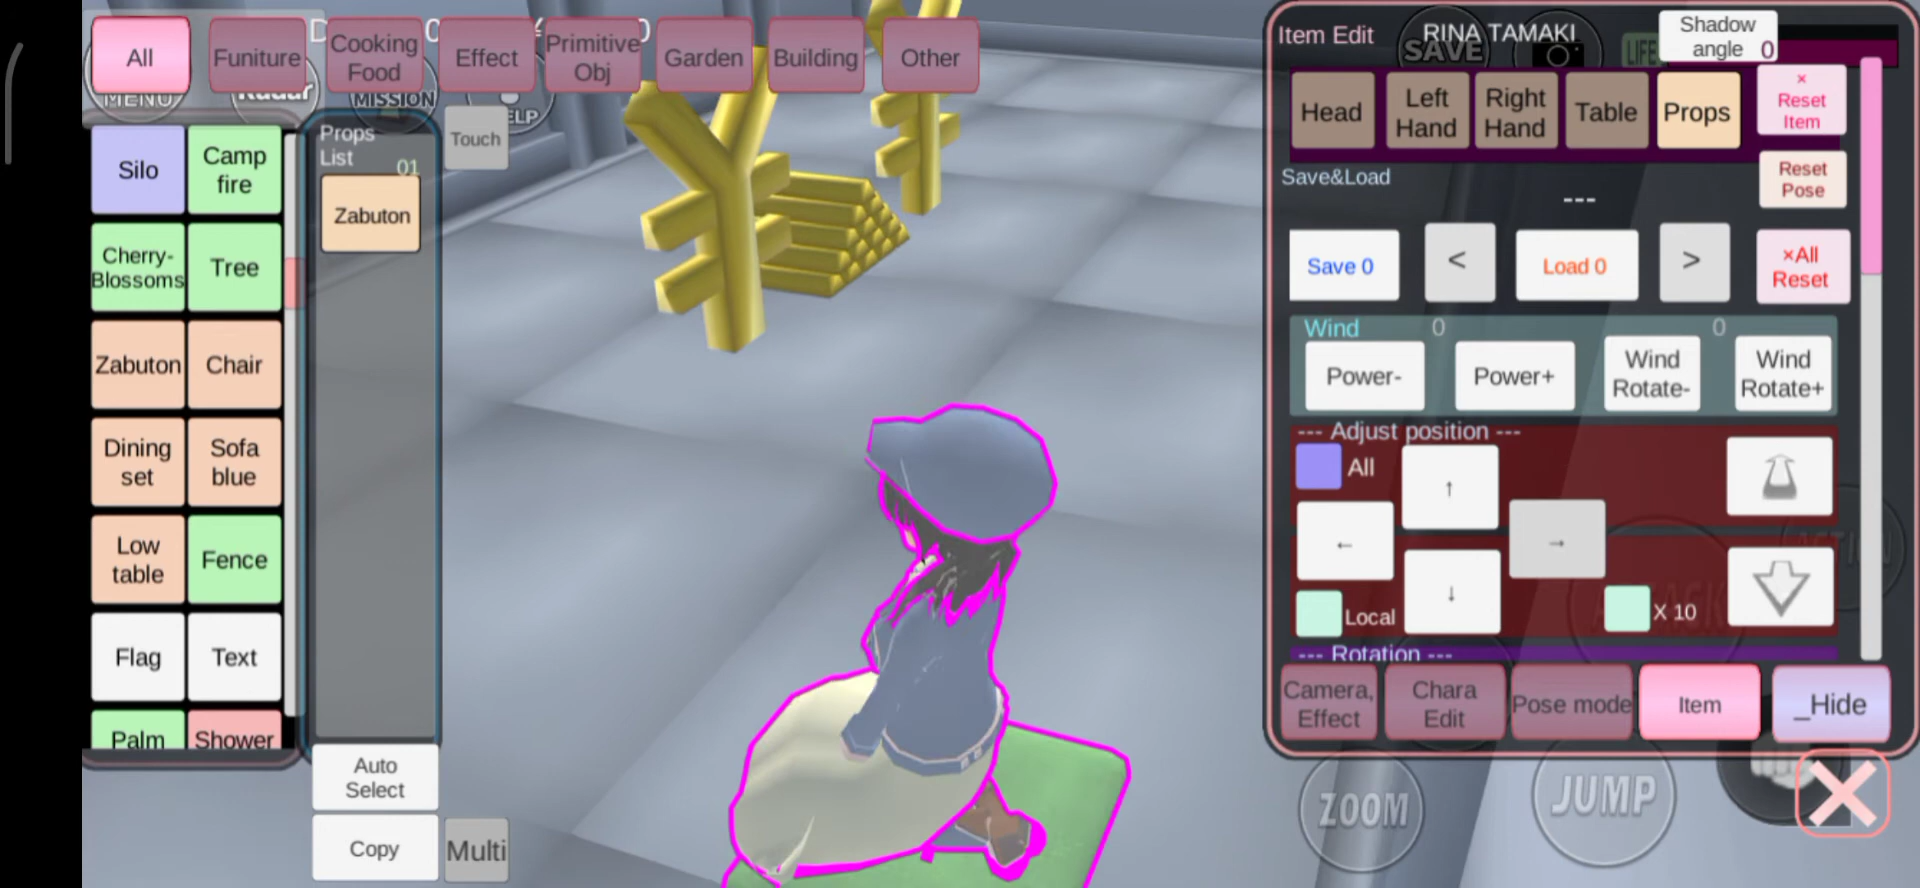 All
Funiture
Cooking
Food
Effect
Primitive
Obj
Garden
Building
Other
MENU
Radar
MISSION
Silo
Camp
fire
Cherry-
Blossoms
Tree
Zabuton
Chair
Dining
set
Sofa
blue
Low
table
Fence
Flag
Text
Palm
Shower
Props
List
01
Zabuton
Touch
Auto
Select
Copy
Multi
Item Edit
RINA TAMAKI
SAVE
LIFE
Shadow
angle 0
Head
Left
Hand
Right
Hand
Table
Props
×
Reset
Item
Save&Load
---
Reset
Pose
Save 0
<
Load 0
>
×All
Reset
Wind 0 0
Power-
Power+
Wind
Rotate-
Wind
Rotate+
--- Adjust position ---
All
↑
←
→
↓
Local
X 10
--- Rotation ---
Camera,
Effect
Chara
Edit
Pose mode
Item
_Hide
ZOOM
JUMP